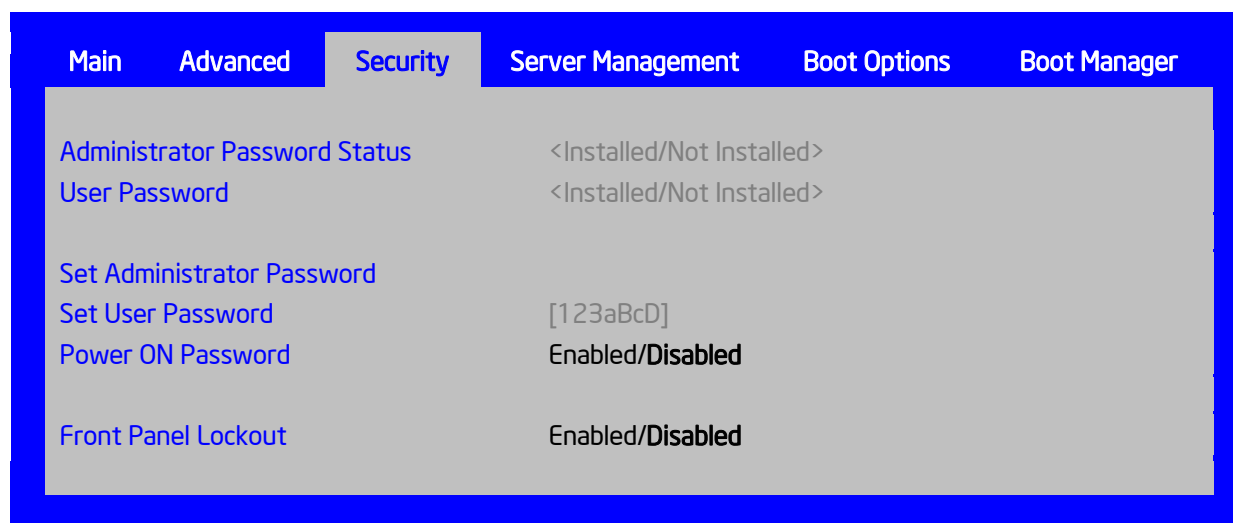 Main Advanced Security Server Management Boot Options Boot Manager
Administrator Password Status <Installed/Not Installed>
User Password <Installed/Not Installed>
Set Administrator Password
Set User Password [123aBcD]
Power ON Password Enabled/Disabled
Front Panel Lockout Enabled/Disabled